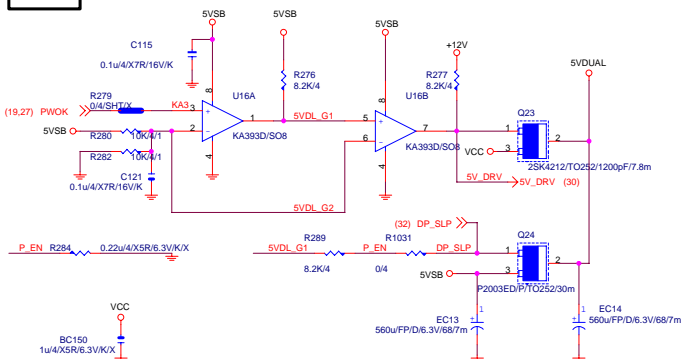 5VSB
5VSB
5VSB
C115
0.1u/4/X7R/16V/K
+12V
5VDUAL
R276
8.2K/4
R277
8.2K/4
R279
0/4/SHT/X
(19,27) PWOK
KA3
U16A
8
3
+
1
5VDL_G1
U16B
8
5
+
7
Q23
1
2
5VSB
R280
10K/4/1
2
-
KA393D/SO8
4
6
-
KA393D/SO8
4
VCC
3
2SK4212/TO252/1200pF/7.8m
R282
10K/4/1
C121
0.1u/4/X7R/16V/K
5V_DRV
5V_DRV (30)
5VDL_G2
(32) DP_SLP
P_EN
R284
0.22u/4/X5R/6.3V/K/X
5VDL_G1
R289
8.2K/4
P_EN
R1031
0/4
DP_SLP
Q24
1
2
5VSB
3
P2003ED/P/TO252/30m
VCC
BC150
1u/4/X5R/6.3V/K/X
EC13
560u/FP/D/6.3V/68/7m
1
+
EC14
560u/FP/D/6.3V/68/7m
1
+